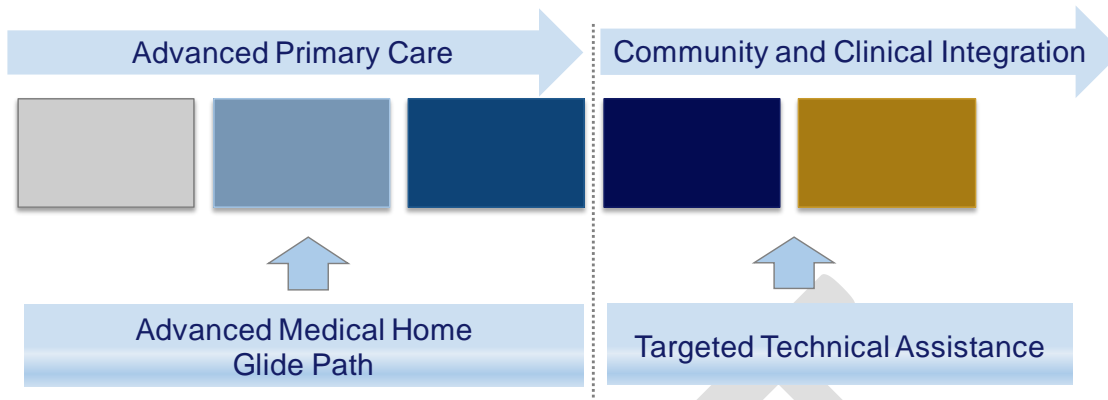 Advanced Primary Care
Community and Clinical Integration
Advanced Medical Home
Glide Path
Targeted Technical Assistance